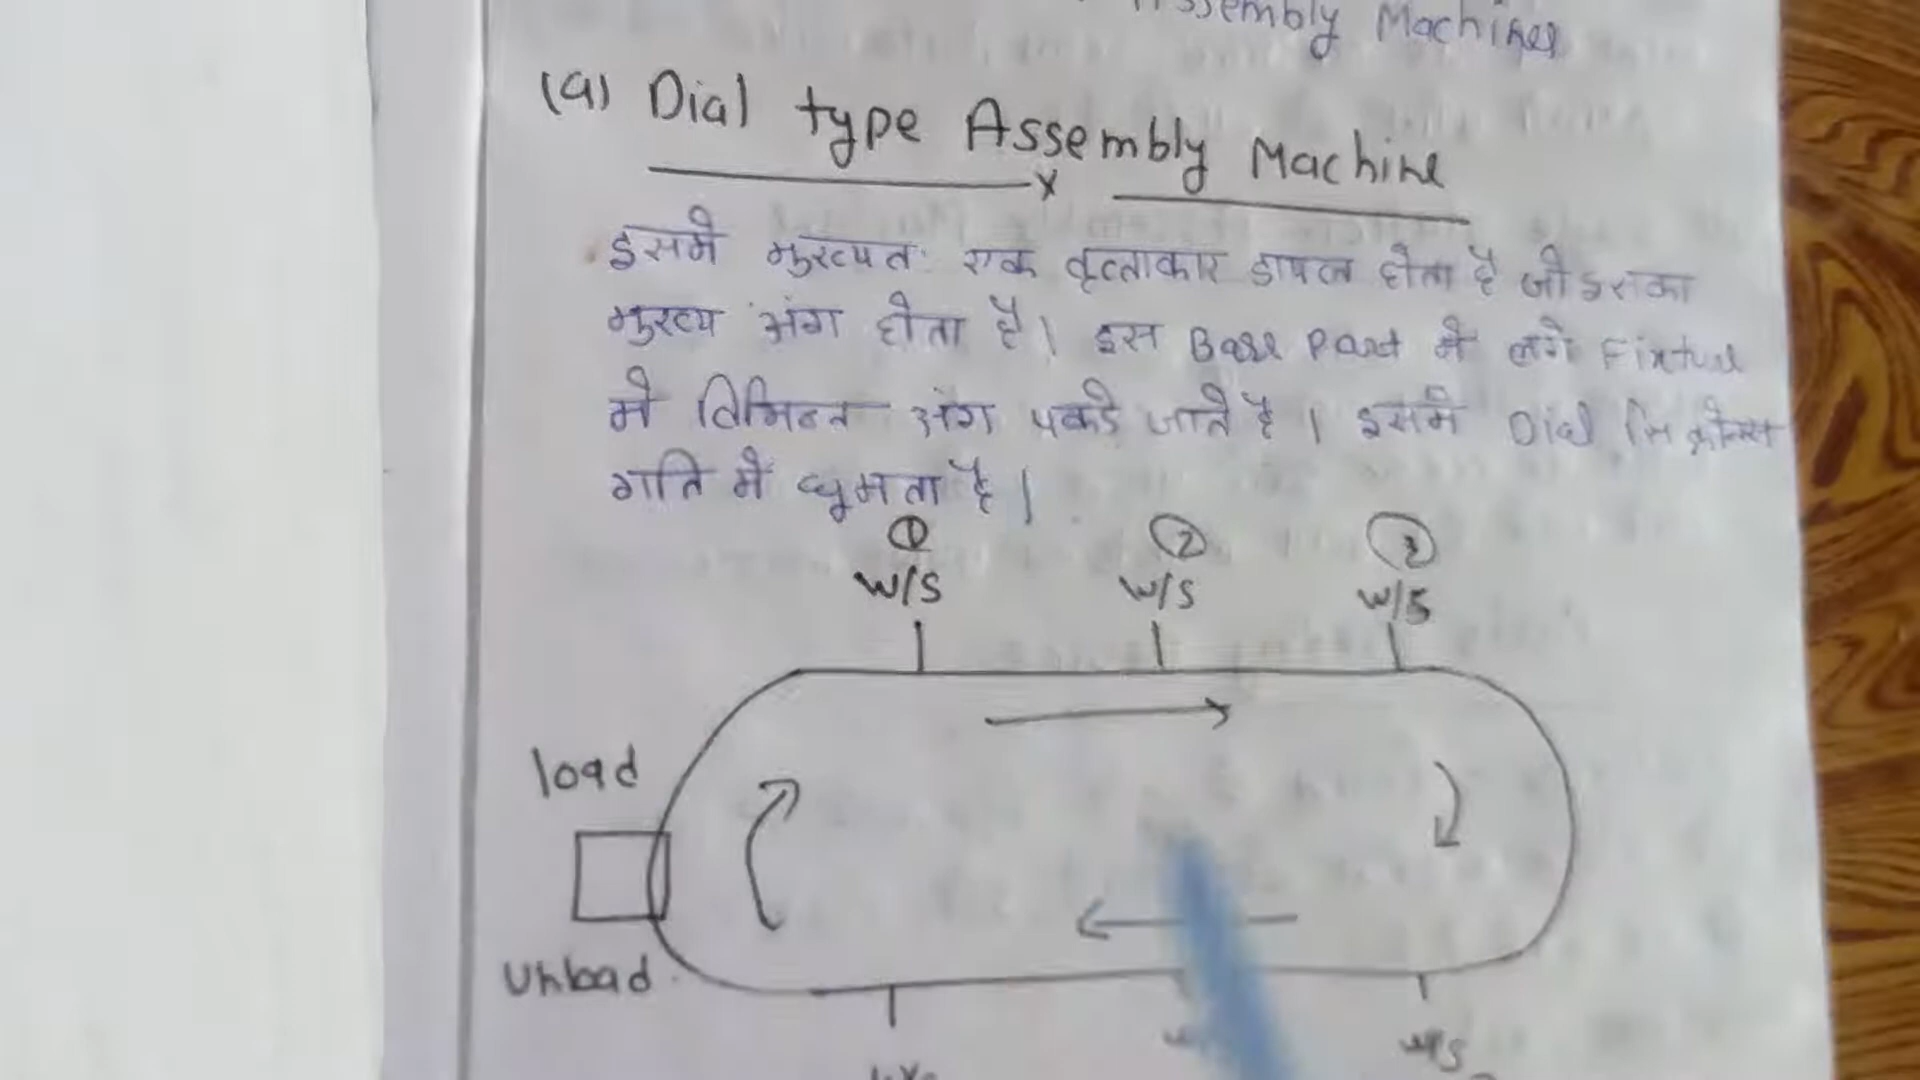 Assembly Machines
(a) Dial type Assembly Machine
इसमे मुख्यतः एक वृत्ताकार डायल होता है जो इसका
मुख्य अंग होता है। इस Base Part मे लगे Fixture
मे विभिन्न अंग पकडे जाते है। इसमे Dial
गति मे घुमता है।
① ② ③
W/S W/S W/S
load
Unload
W/S